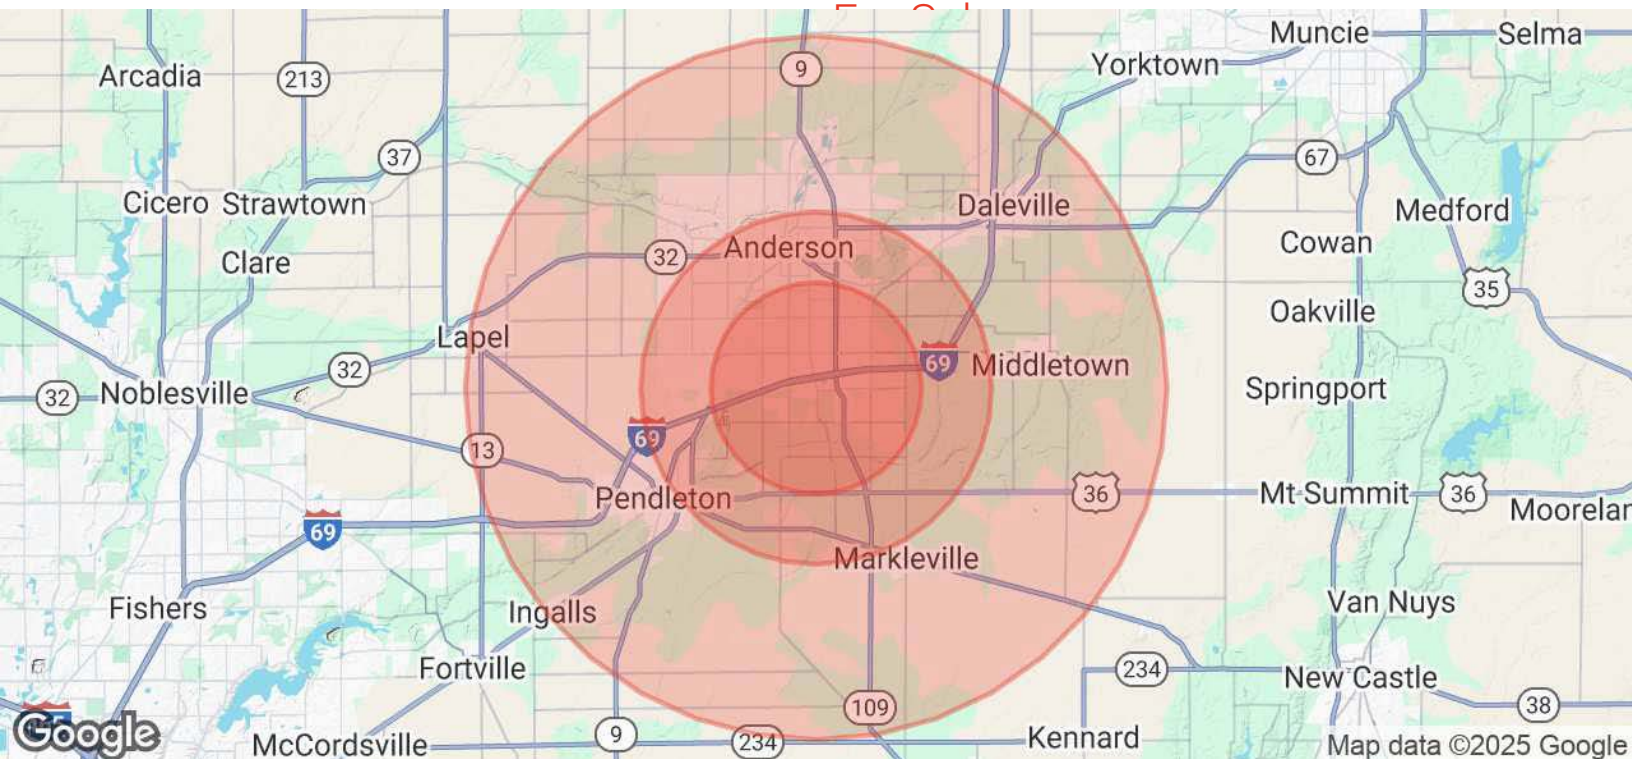 Muncie
Selma
9
Yorktown
Arcadia
213
37
67
Cicero
Strawtown
Daleville
Medford
Anderson
Cowan
32
Clare
35
Oakville
Lapel
69
Middletown
32
Springport
32
Noblesville
69
13
Pendleton
36
Mt Summit
36
Moorelan
69
Markleville
Van Nuys
Fishers
Ingalls
Fortville
234
New Castle
109
38
Google
McCordsville
9
234
Kennard
Map data ©2025 Google